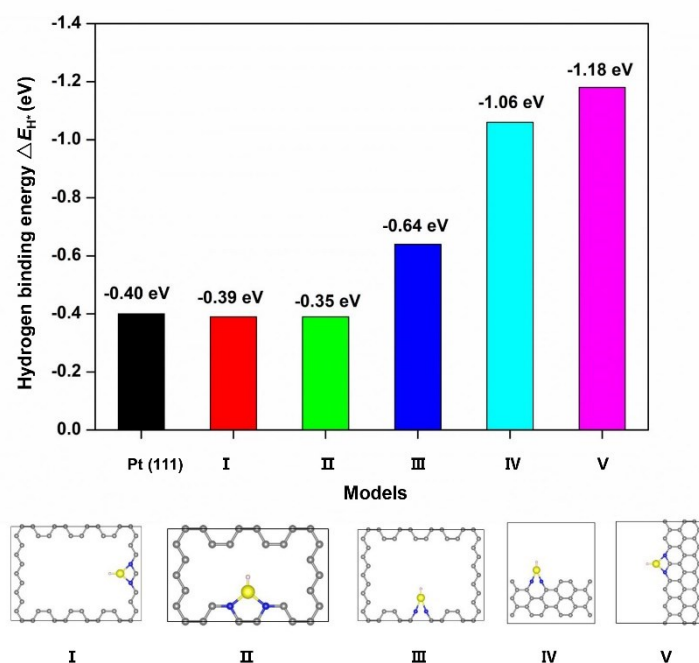 -1.4
-1.2
-1.0
-0.8
-0.6
-0.4
-0.2
0.0
Hydrogen binding energy △E_H* (eV)
-0.40 eV
-0.39 eV
-0.35 eV
-0.64 eV
-1.06 eV
-1.18 eV
Pt (111) Ⅰ Ⅱ Ⅲ Ⅳ Ⅴ
Models
Ⅰ Ⅱ Ⅲ Ⅳ Ⅴ